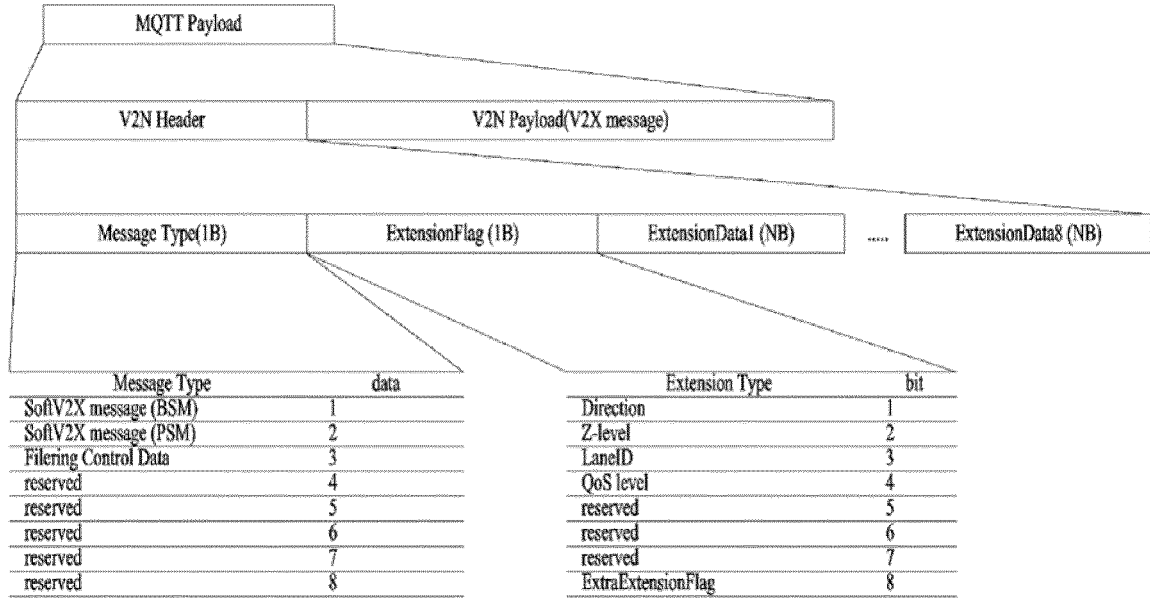 MQTT Payload
V2N Header V2N Payload(V2X message)
Message Type(1B) ExtensionFlag (1B) ExtensionData1 (NB) ..... ExtensionData8 (NB)
Message Type data
SoftV2X message (BSM) 1
SoftV2X message (PSM) 2
Filering Control Data 3
reserved 4
reserved 5
reserved 6
reserved 7
reserved 8
Extension Type bit
Direction 1
Z-level 2
LaneID 3
QoS level 4
reserved 5
reserved 6
reserved 7
ExtraExtensionFlag 8